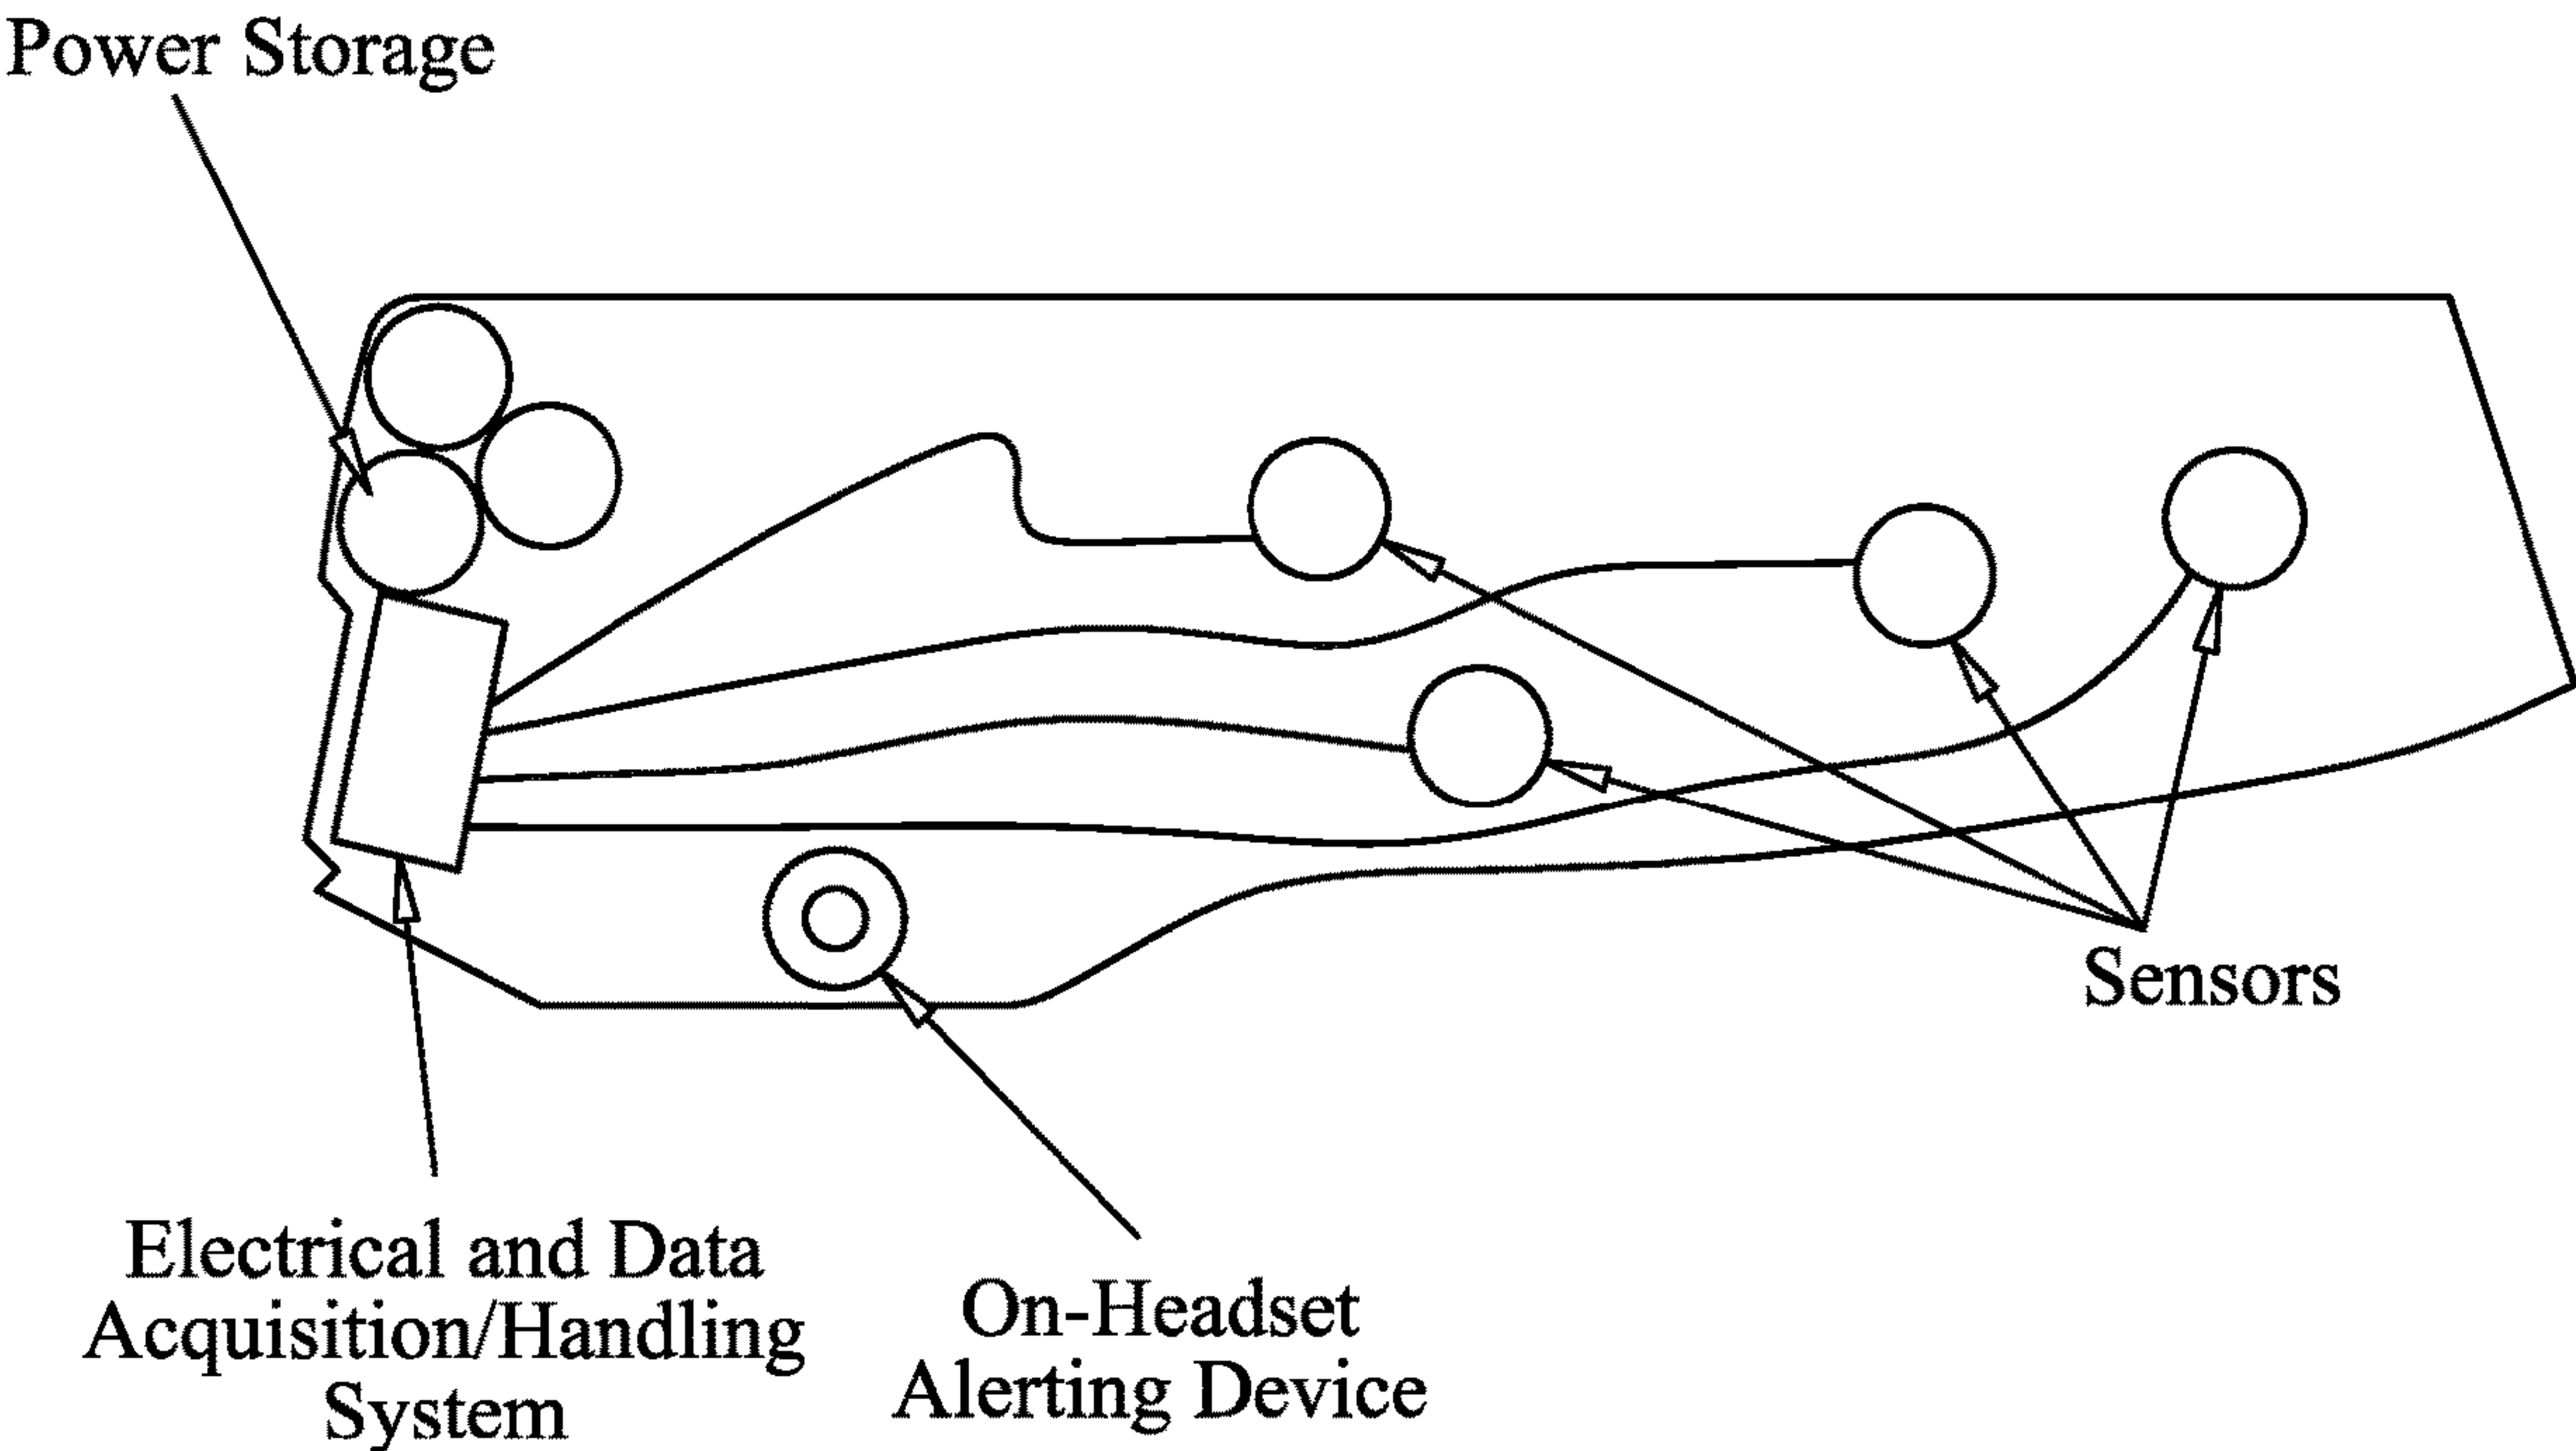 Power Storage
Sensors
Electrical and Data
Acquisition/Handling
System
On-Headset
Alerting Device